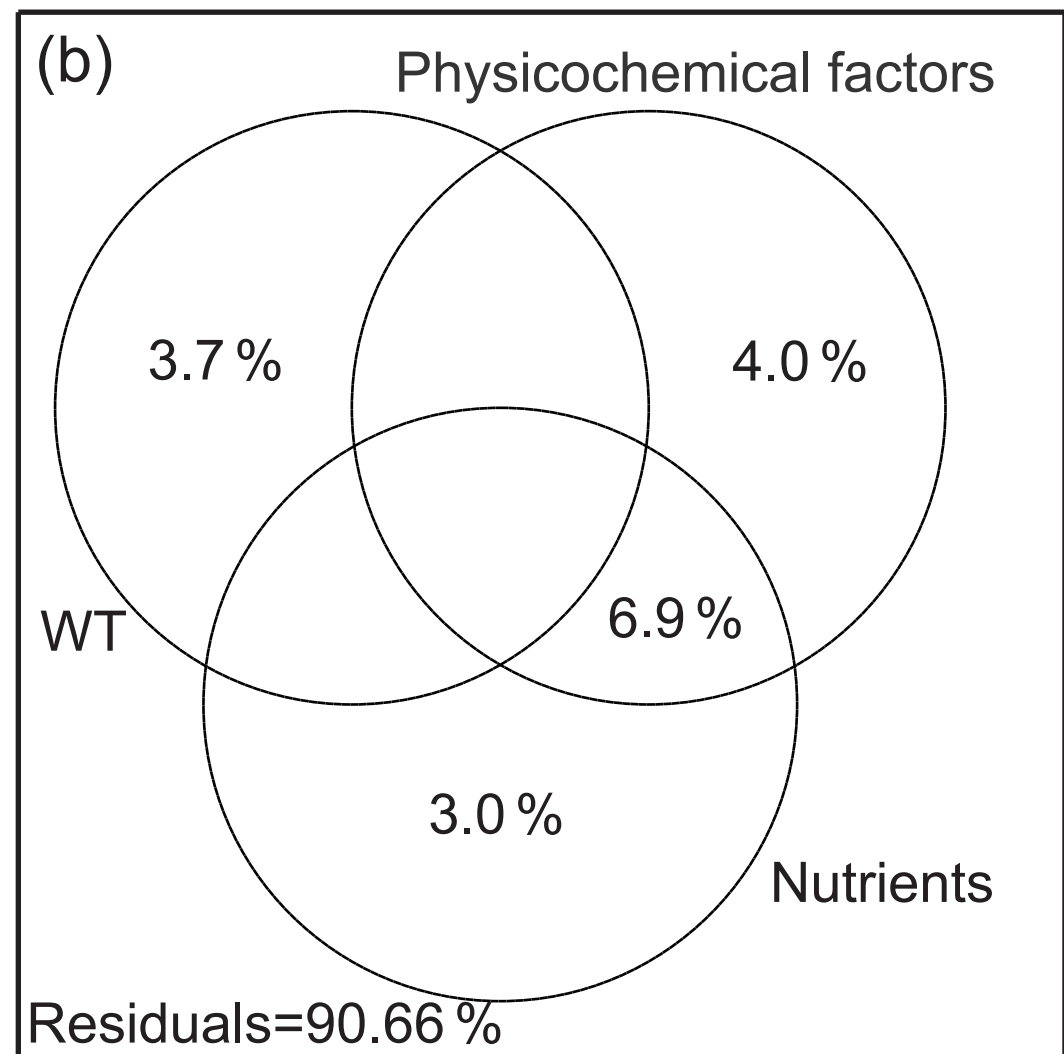 (b)
Physicochemical factors
3.7 %
4.0 %
WT
6.9 %
3.0 %
Nutrients
Residuals=90.66 %